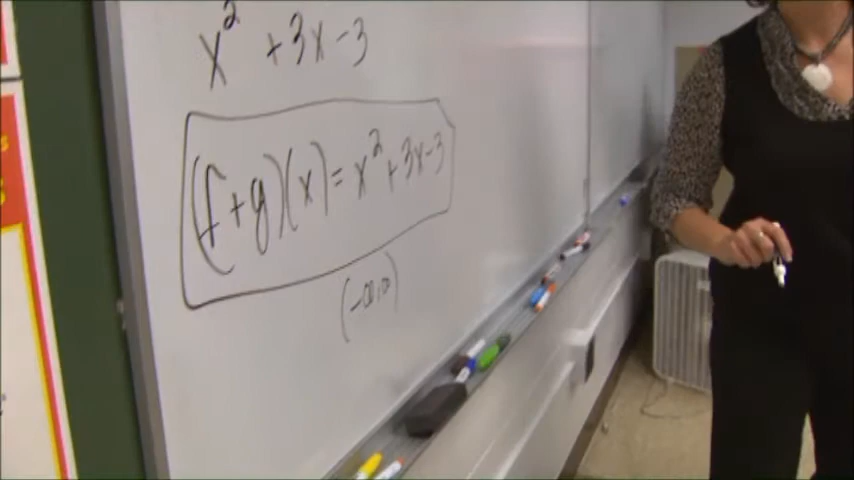 x² + 3x - 3
(f+g)(x) = x² + 3x - 3
(-∞, ∞)